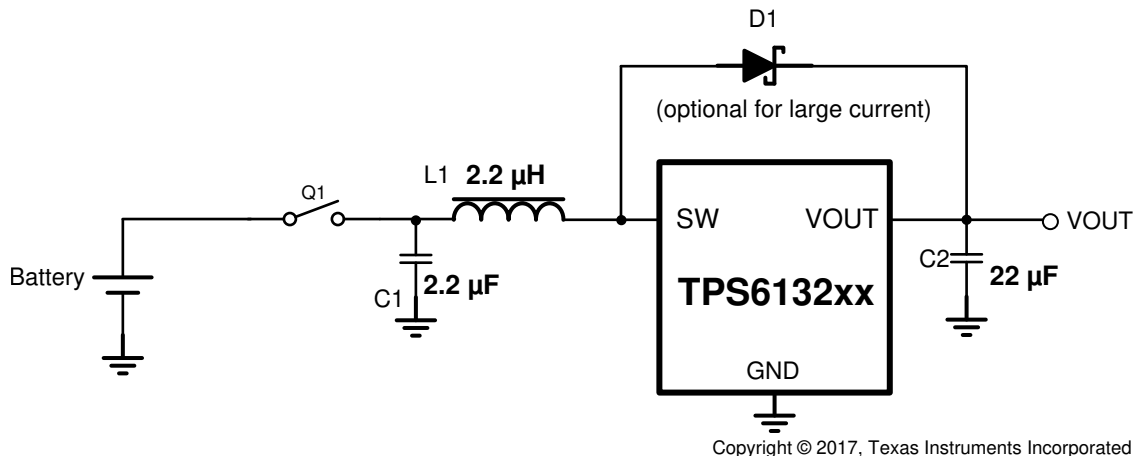 D1
(optional for large current)
L1 2.2 µH
Q1
SW
VOUT
VOUT
Battery
C1
2.2 µF
TPS6132xx
C2
22 µF
GND
Copyright © 2017, Texas Instruments Incorporated